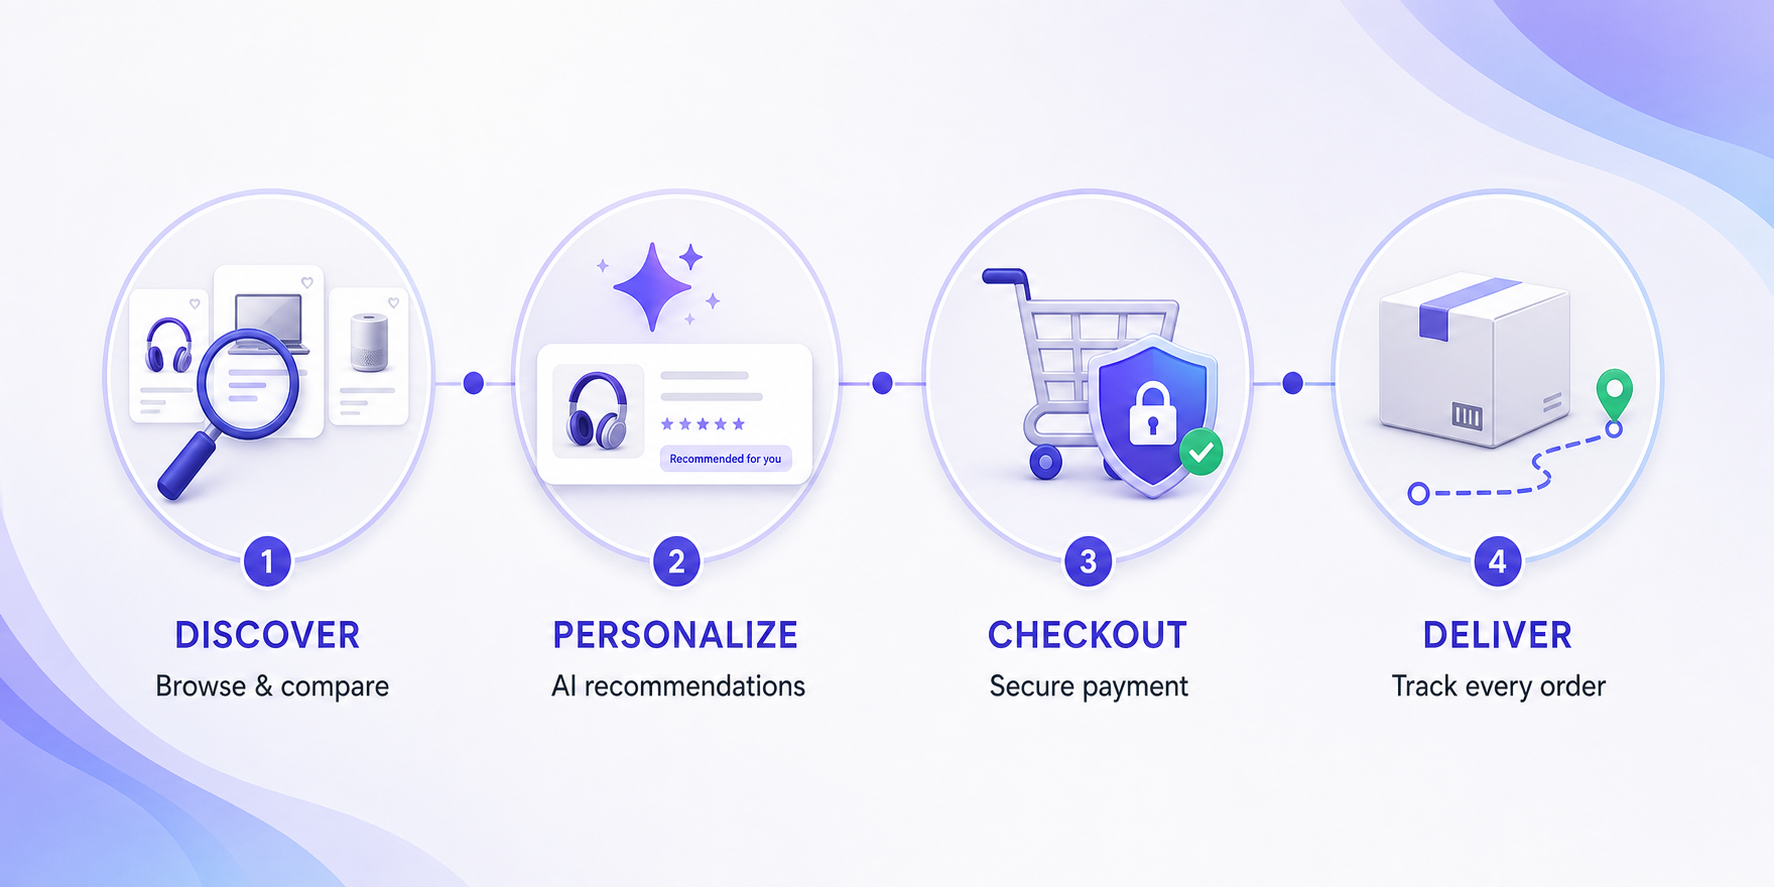 Recommended for you
1
2
3
4
DISCOVER
PERSONALIZE
CHECKOUT
DELIVER
Browse & compare
AI recommendations
Secure payment
Track every order